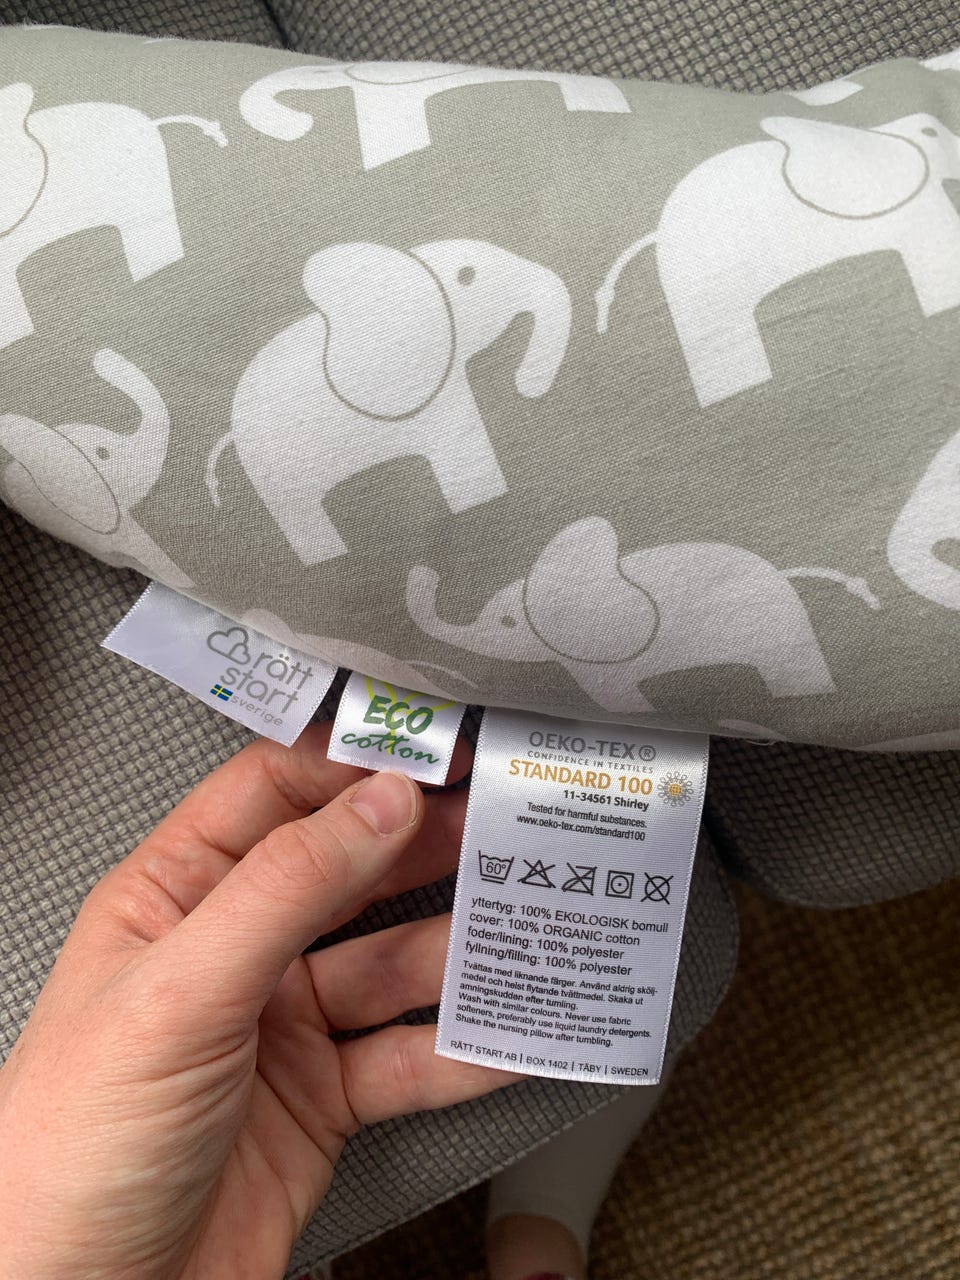 rätt
start
sverige
ECO
cotton
OEKO-TEX®
CONFIDENCE IN TEXTILES
STANDARD 100
11-34561 Shirley
Tested for harmful substances.
www.oeko-tex.com/standard100
60°
yttertyg: 100% EKOLOGISK bomull
cover: 100% ORGANIC cotton
foder/lining: 100% polyester
fyllning/filling: 100% polyester
Tvättas med liknande färger. Använd aldrig skölj-
medel och helst flytande tvättmedel. Skaka ut
amningskudden efter tumling.
Wash with similar colours. Never use fabric
softeners, preferably use liquid laundry detergents.
Shake the nursing pillow after tumbling.
RÄTT START AB | BOX 1402 | TÄBY | SWEDEN